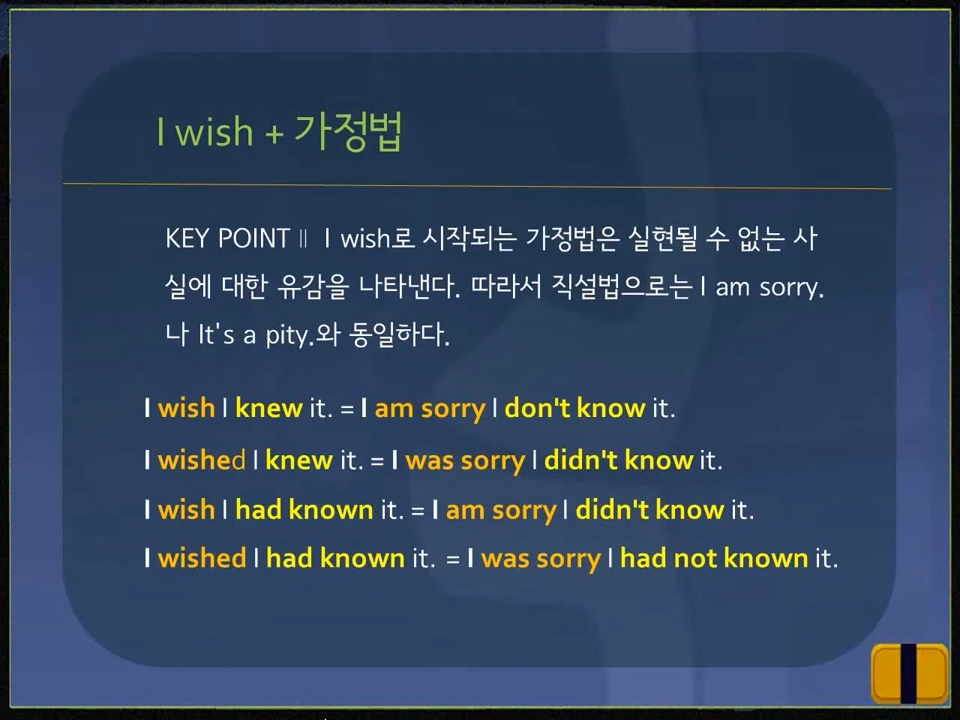 I wish + 가정법
KEY POINT || I wish로 시작되는 가정법은 실현될 수 없는 사
실에 대한 유감을 나타낸다. 따라서 직설법으로는 I am sorry.
나 It's a pity.와 동일하다.
I wish I knew it. = I am sorry I don't know it.
I wished I knew it. = I was sorry I didn't know it.
I wish I had known it. = I am sorry I didn't know it.
I wished I had known it. = I was sorry I had not known it.